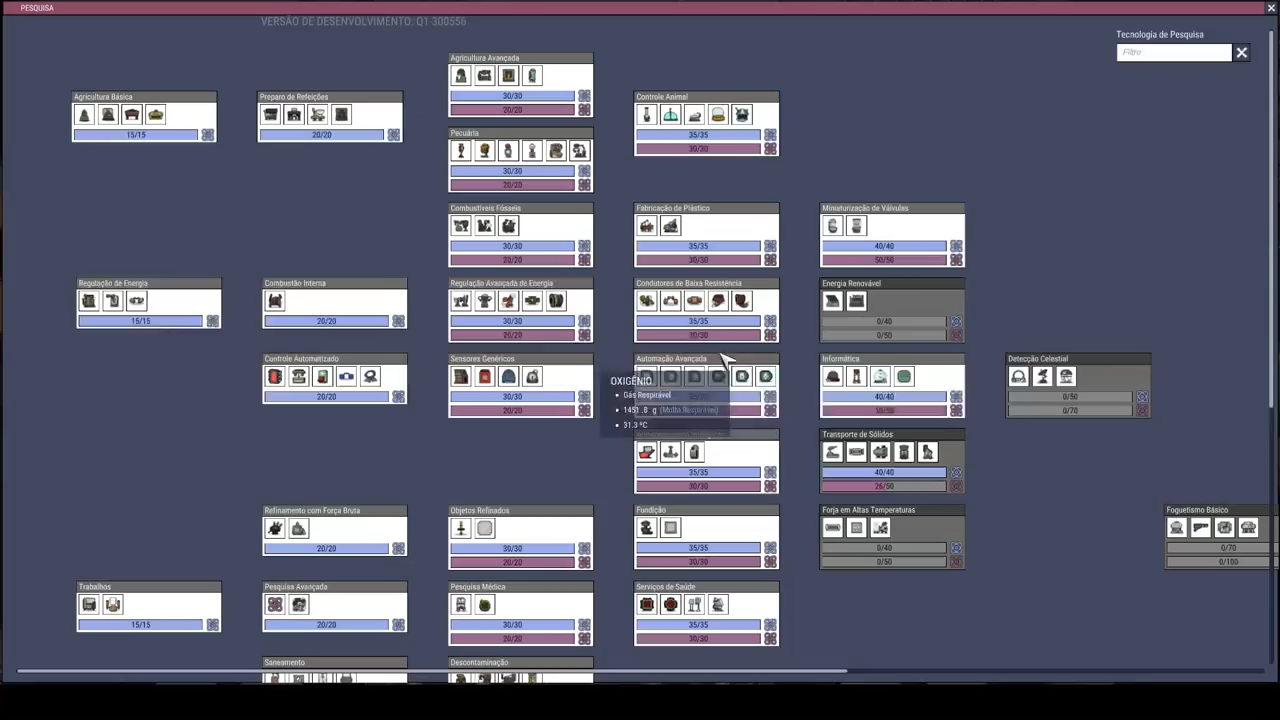 PESQUISA
VERSÃO DE DESENVOLVIMENTO: Q1-300556
Tecnologia de Pesquisa
Filtro
Agricultura Avançada
30/30
20/20
Agricultura Básica
15/15
Preparo de Refeições
20/20
Controle Animal
35/35
30/30
Pecuária
30/30
20/20
Combustíveis Fósseis
30/30
20/20
Fabricação de Plástico
35/35
30/30
Miniaturização de Válvulas
40/40
50/50
Regulação de Energia
15/15
Combustão Interna
20/20
Regulação Avançada de Energia
30/30
20/20
Condutores de Baixa Resistência
35/35
30/30
Energia Renovável
0/40
0/50
Controle Automatizado
20/20
Sensores Genéricos
30/30
20/20
Automação Avançada
OXIGÊNIO
Gás Respirável
1451.8 g (Muito Respirável)
31.3 ºC
Informática
40/40
50/50
Detecção Celestial
0/50
0/70
35/35
30/30
Transporte de Sólidos
40/40
26/50
Refinamento com Força Bruta
20/20
Objetos Refinados
30/30
20/20
Fundição
35/35
30/30
Forja em Altas Temperaturas
0/40
0/50
Foguetismo Básico
0/70
0/100
Trabalhos
15/15
Pesquisa Avançada
20/20
Pesquisa Médica
30/30
20/20
Serviços de Saúde
35/35
30/30
Saneamento
Descontaminação